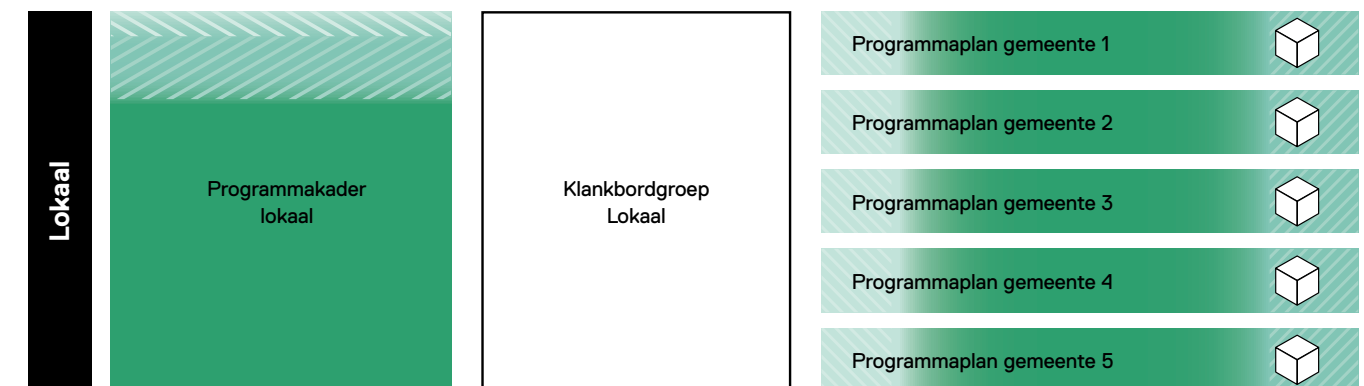 Lokaal
Programmakader
lokaal
Klankbordgroep
Lokaal
Programmaplan gemeente 1
Programmaplan gemeente 2
Programmaplan gemeente 3
Programmaplan gemeente 4
Programmaplan gemeente 5